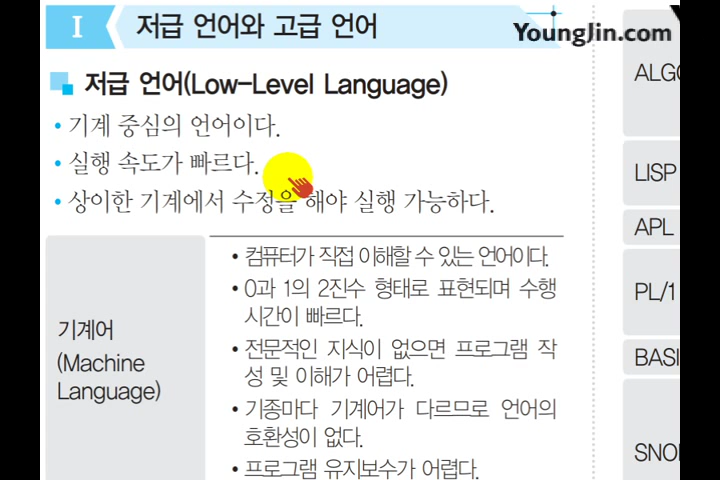 I 저급 언어와 고급 언어
YoungJin.com
저급 언어(Low-Level Language)
• 기계 중심의 언어이다.
• 실행 속도가 빠르다.
• 상이한 기계에서 수정을 해야 실행 가능하다.
기계어
(Machine
Language)
• 컴퓨터가 직접 이해할 수 있는 언어이다.
• 0과 1의 2진수 형태로 표현되며 수행
시간이 빠르다.
• 전문적인 지식이 없으면 프로그램 작
성 및 이해가 어렵다.
• 기종마다 기계어가 다르므로 언어의
호환성이 없다.
• 프로그램 유지보수가 어렵다.
ALGO
LISP
APL
PL/1
BASI
SNO